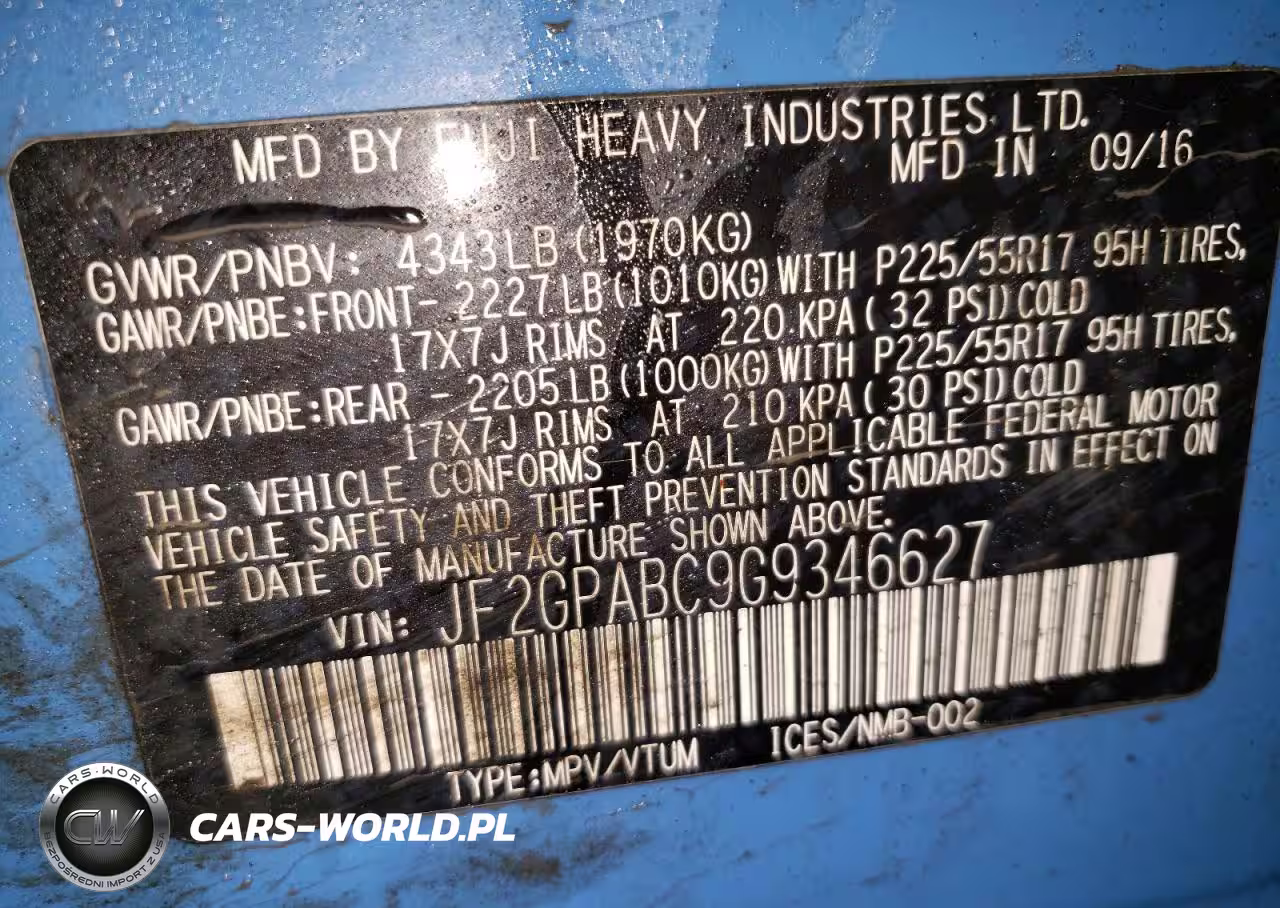 MFD BY FUJI HEAVY INDUSTRIES LTD.
MFD IN 09/16
GVWR/PNBV: 4343LB (1970KG)
GAWR/PNBE:FRONT- 2227LB(1010KG)WITH P225/55R17 95H TIRES,
17X7J RIMS AT 220 KPA( 32 PSI)COLD
GAWR/PNBE:REAR - 2205LB(1000KG)WITH P225/55R17 95H TIRES,
17X7J RIMS AT 210 KPA( 30 PSI)COLD
THIS VEHICLE CONFORMS TO ALL APPLICABLE FEDERAL MOTOR
VEHICLE SAFETY AND THEFT PREVENTION STANDARDS IN EFFECT ON
THE DATE OF MANUFACTURE SHOWN ABOVE.
VIN: JF2GPABC9G9346627
TYPE:MPV/VTUM ICES/NMB-002
CARS-WORLD
CW
BEZPOŚREDNI IMPORT Z USA
CARS-WORLD.PL